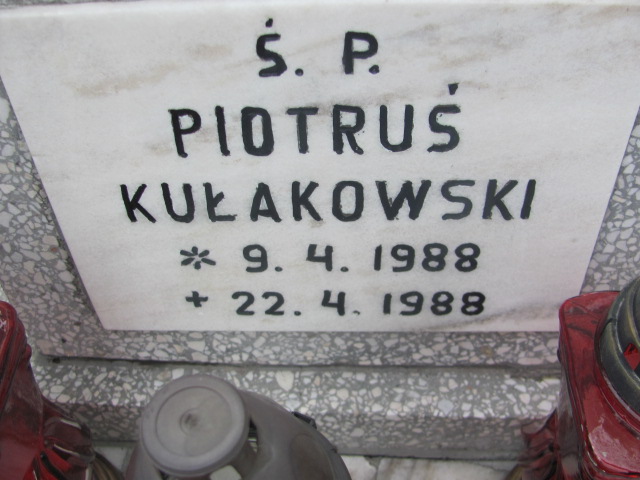 Ś. P.
PIOTRUŚ
KUŁAKOWSKI
* 9. 4. 1988
+ 22. 4. 1988